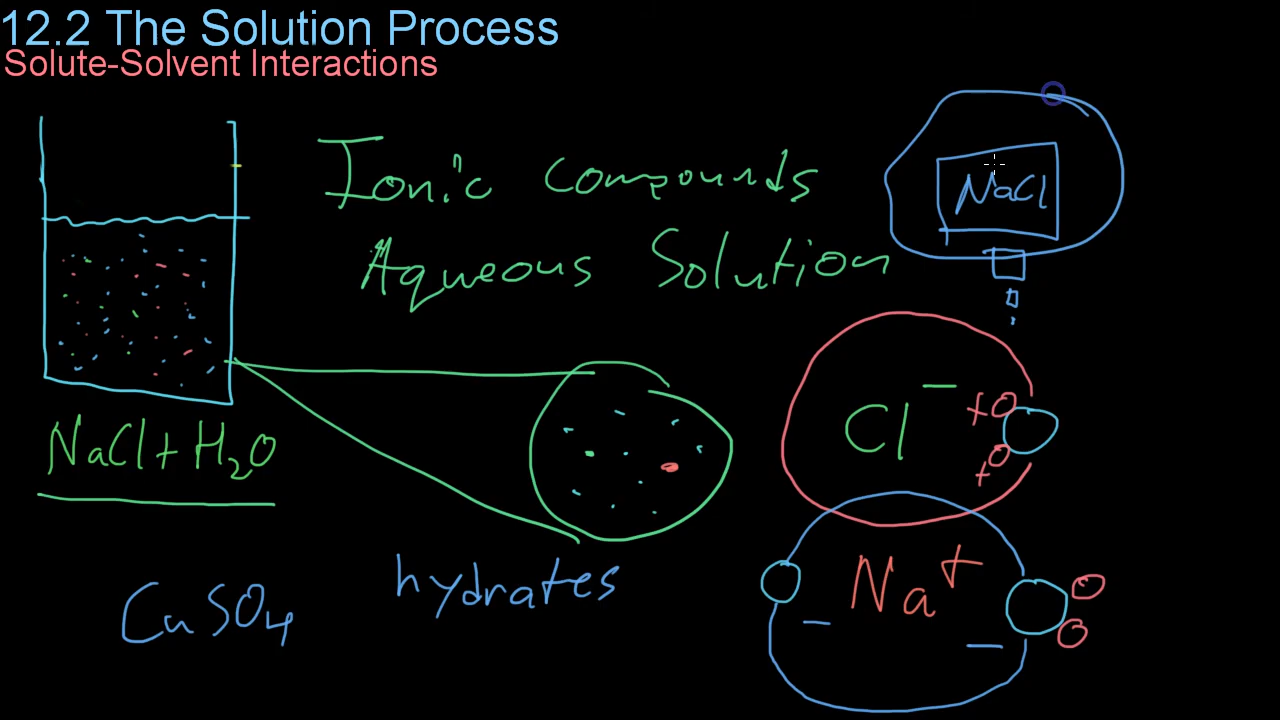 12.2 The Solution Process
Solute-Solvent Interactions
Ionic compounds
Aqueous Solution
NaCl
Cl⁻
+
+
NaCl + H₂O
hydrates
Na⁺
−
−
CuSO₄